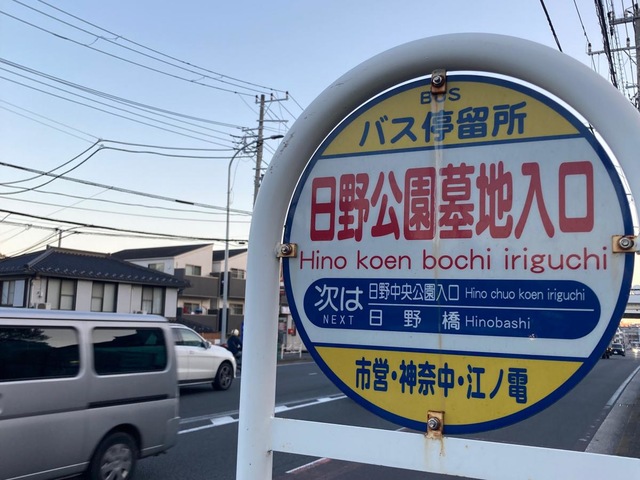 BUS
バス停留所
日野公園墓地入口
Hino koen bochi iriguchi
次は 日野中央公園入口 Hino chuo koen iriguchi
NEXT 日野橋 Hinobashi
市営・神奈中・江ノ電